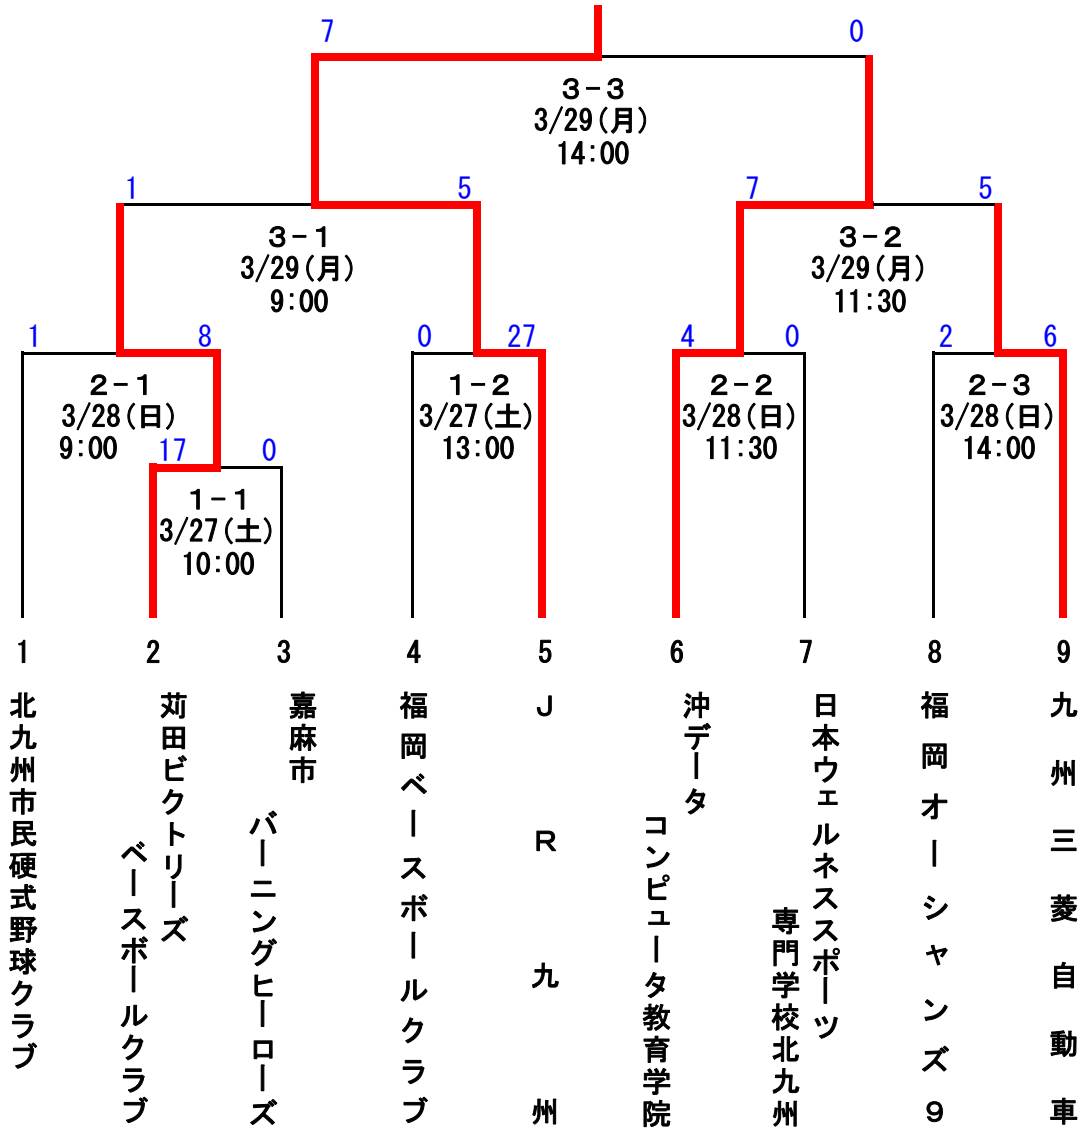 7 0
3-3
3/29(月)
14:00
1 5 7 5
3-1
3/29(月)
9:00
3-2
3/29(月)
11:30
1 8 0 27 4 0 2 6
2-1
3/28(日)
9:00
1-2
3/27(土)
13:00
2-2
3/28(日)
11:30
2-3
3/28(日)
14:00
17 0
1-1
3/27(土)
10:00
1 2 3 4 5 6 7 8 9
北九州市民硬式野球クラブ
苅田ビクトリーズ
ベースボールクラブ
嘉麻市
バーニングヒーローズ
福岡ベースボールクラブ
JR九州
沖データ
コンピュータ教育学院
日本ウェルネススポーツ
専門学校北九州
福岡オーシャンズ9
九州三菱自動車